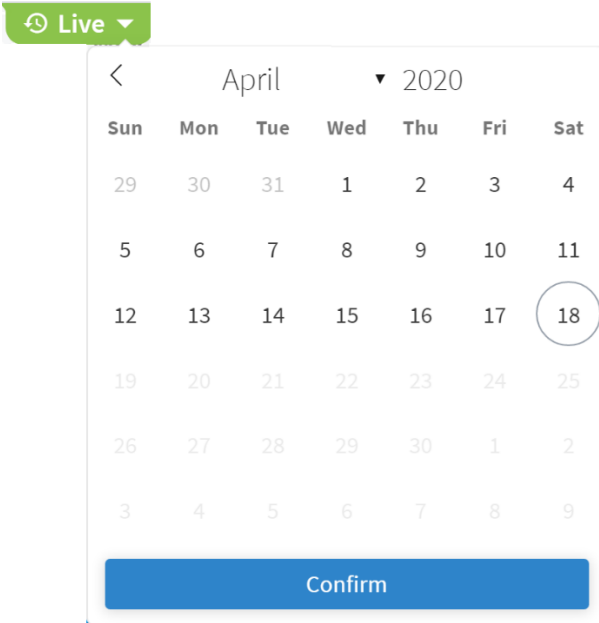 Live
April 2020
Sun Mon Tue Wed Thu Fri Sat
29 30 31 1 2 3 4
5 6 7 8 9 10 11
12 13 14 15 16 17 18
19 20 21 22 23 24 25
26 27 28 29 30 1 2
3 4 5 6 7 8 9
Confirm